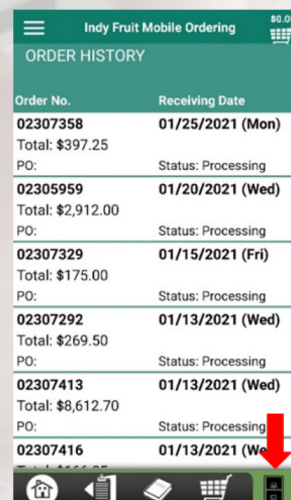 Indy Fruit Mobile Ordering
ORDER HISTORY
Order No. Receiving Date
02307358 01/25/2021 (Mon)
Total: $397.25
PO: Status: Processing
02305959 01/20/2021 (Wed)
Total: $2,912.00
PO: Status: Processing
02307329 01/15/2021 (Fri)
Total: $175.00
PO: Status: Processing
02307292 01/13/2021 (Wed)
Total: $269.50
PO: Status: Processing
02307413 01/13/2021 (Wed)
Total: $8,612.70
PO: Status: Processing
02307416 01/13/2021